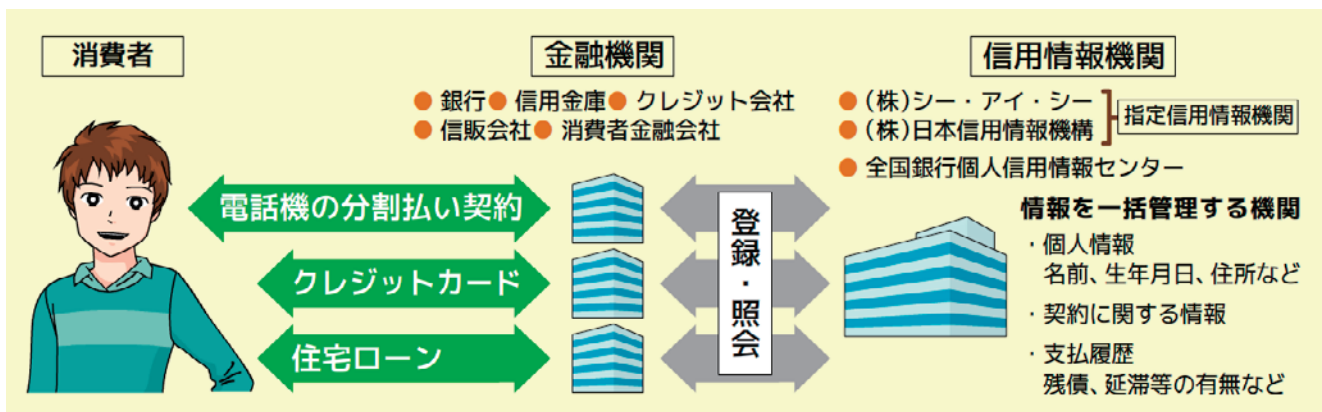 消費者
金融機関
● 銀行● 信用金庫● クレジット会社
● 信販会社● 消費者金融会社
信用情報機関
● (株)シー・アイ・シー
● (株)日本信用情報機構
指定信用情報機関
● 全国銀行個人信用情報センター
電話機の分割払い契約
クレジットカード
住宅ローン
登録・照会
情報を一括管理する機関
・個人情報
名前、生年月日、住所など
・契約に関する情報
・支払履歴
残債、延滞等の有無など